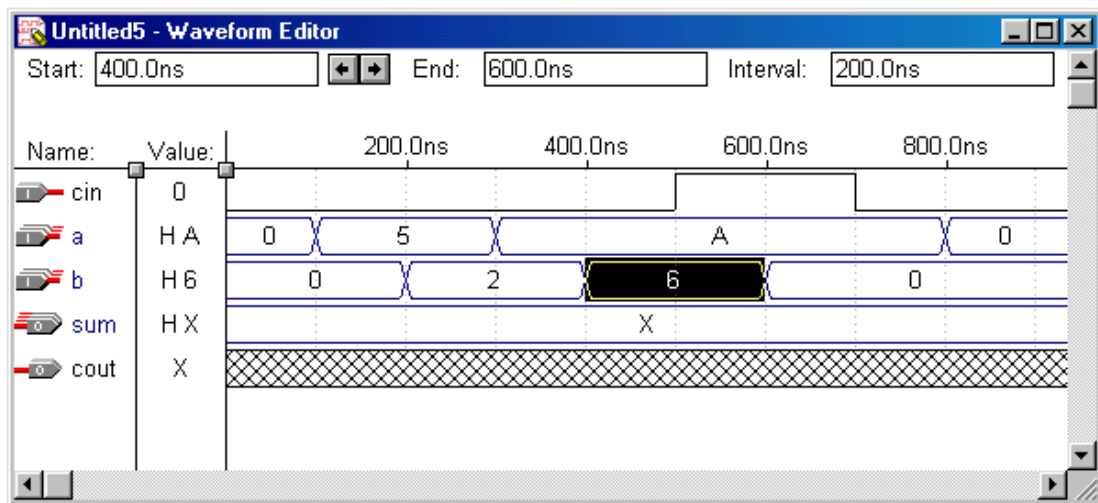 Untitled5 - Waveform Editor
Start: 400.0ns End: 600.0ns Interval: 200.0ns
Name: Value: 200.0ns 400.0ns 600.0ns 800.0ns
cin 0
a H A 0 5 A 0
b H 6 0 2 6 0
sum H X X
cout X